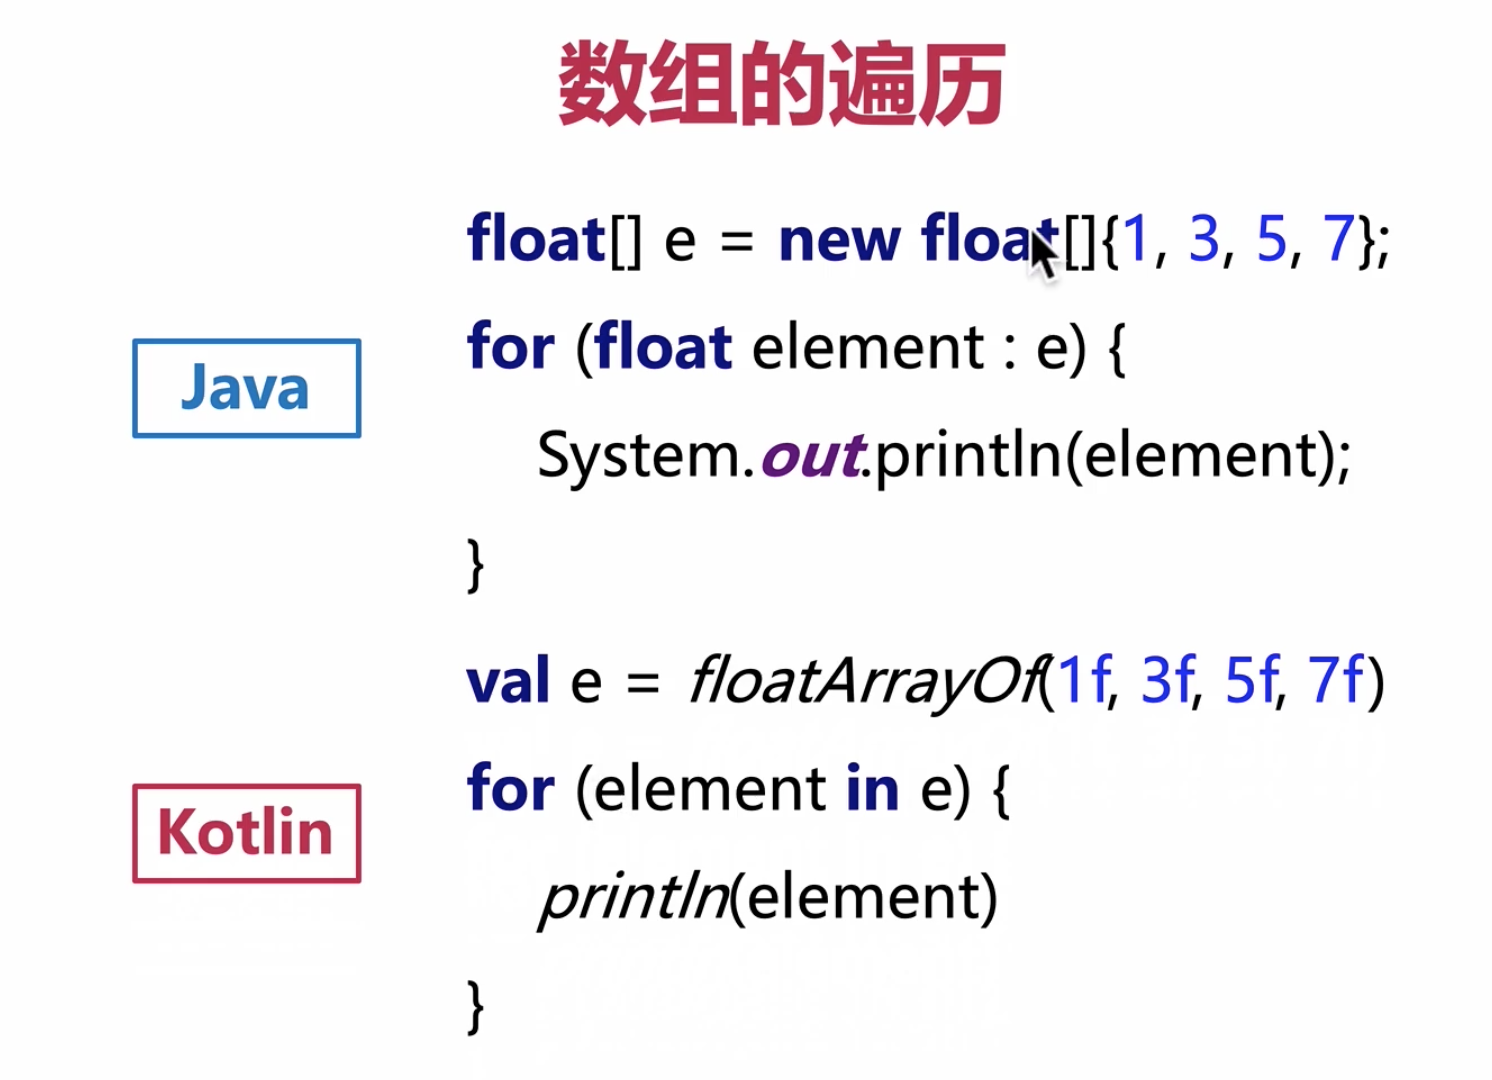 数组的遍历
float[] e = new float[]{1, 3, 5, 7};
for (float element : e) {
Java
System.out.println(element);
}
val e = floatArrayOf(1f, 3f, 5f, 7f)
for (element in e) {
Kotlin
println(element)
}